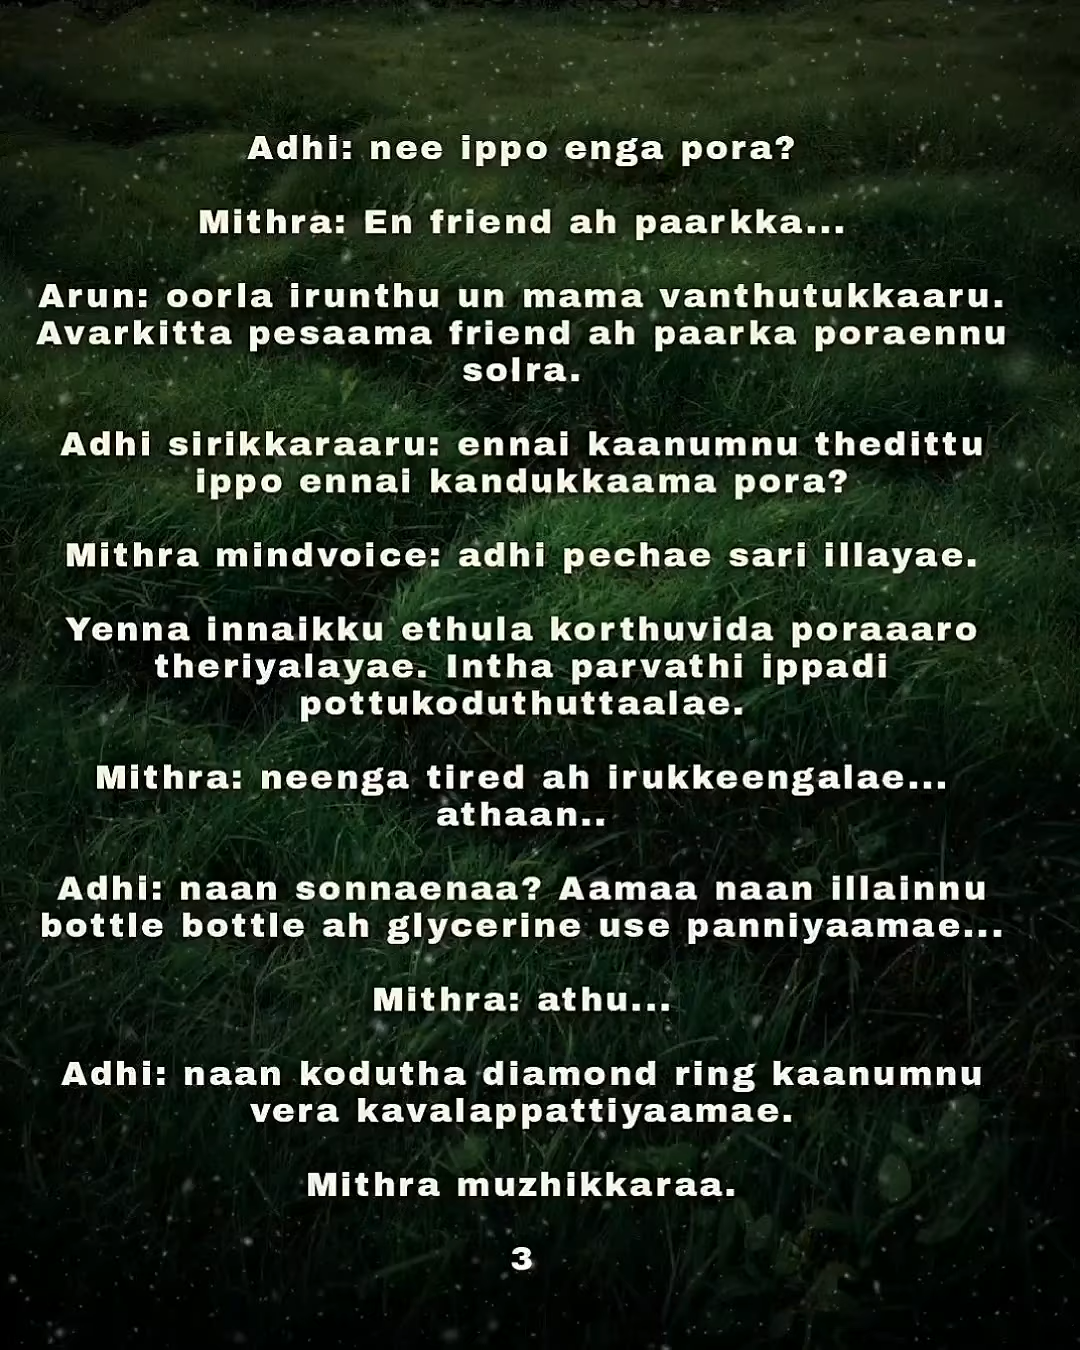 Adhi: nee ippo enga pora?
Mithra: En friend ah paarkka...
Arun: oorla irunthu un mama vanthutukkaaru.
Avarkitta pesaama friend ah paarka poraennu
solra.
Adhi sirikkaraaru: ennai kaanumnu thedittu
ippo ennai kandukkaama pora?
Mithra mindvoice: adhi pechae sari illayae.
Yenna innaikku ethula korthuvida poraaaro
theriyalayae. Intha parvathi ippadi
pottukoduthuttaalae.
Mithra: neenga tired ah irukkeengalae...
athaan..
Adhi: naan sonnaenaa? Aamaa naan illainnu
bottle bottle ah glycerine use panniyaamae...
Mithra: athu...
Adhi: naan kodutha diamond ring kaanumnu
vera kavalappattiyaamae.
Mithra muzhikkaraa.
3